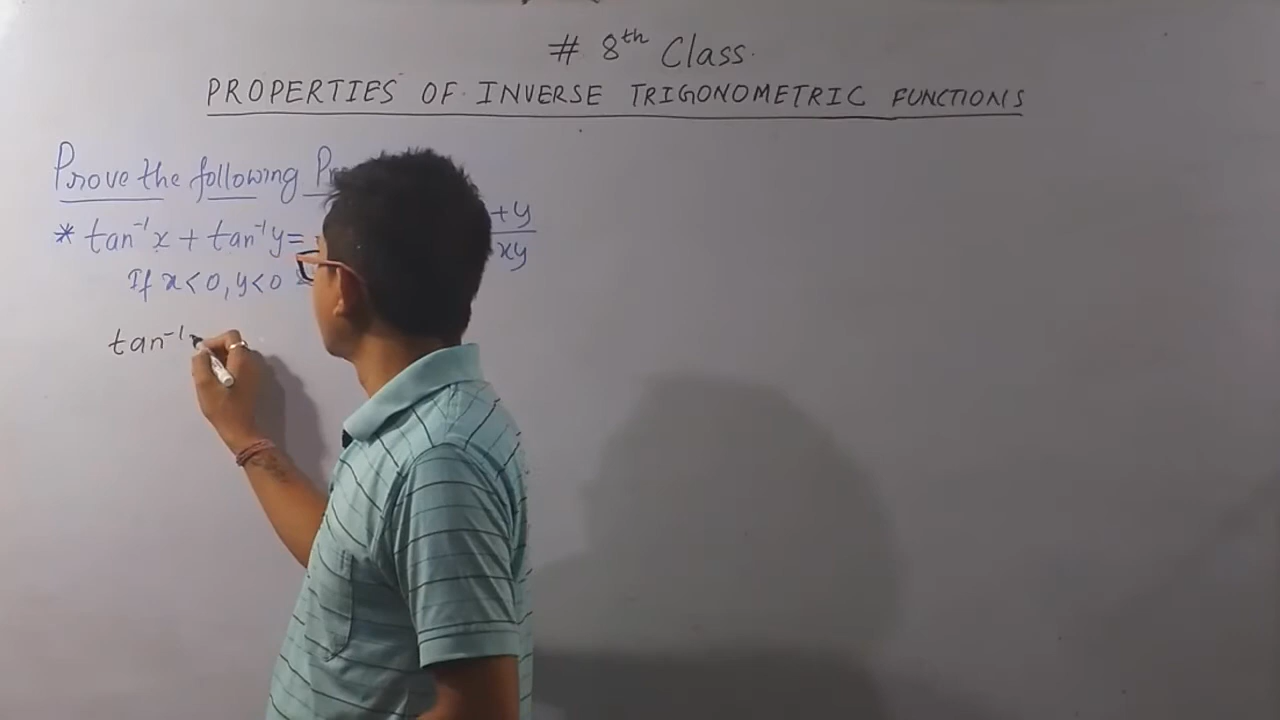 # 8th Class.
PROPERTIES OF INVERSE TRIGONOMETRIC FUNCTIONS
Prove the following
* tan⁻¹x + tan⁻¹y = +y
xy
If x < 0, y < 0
tan⁻¹